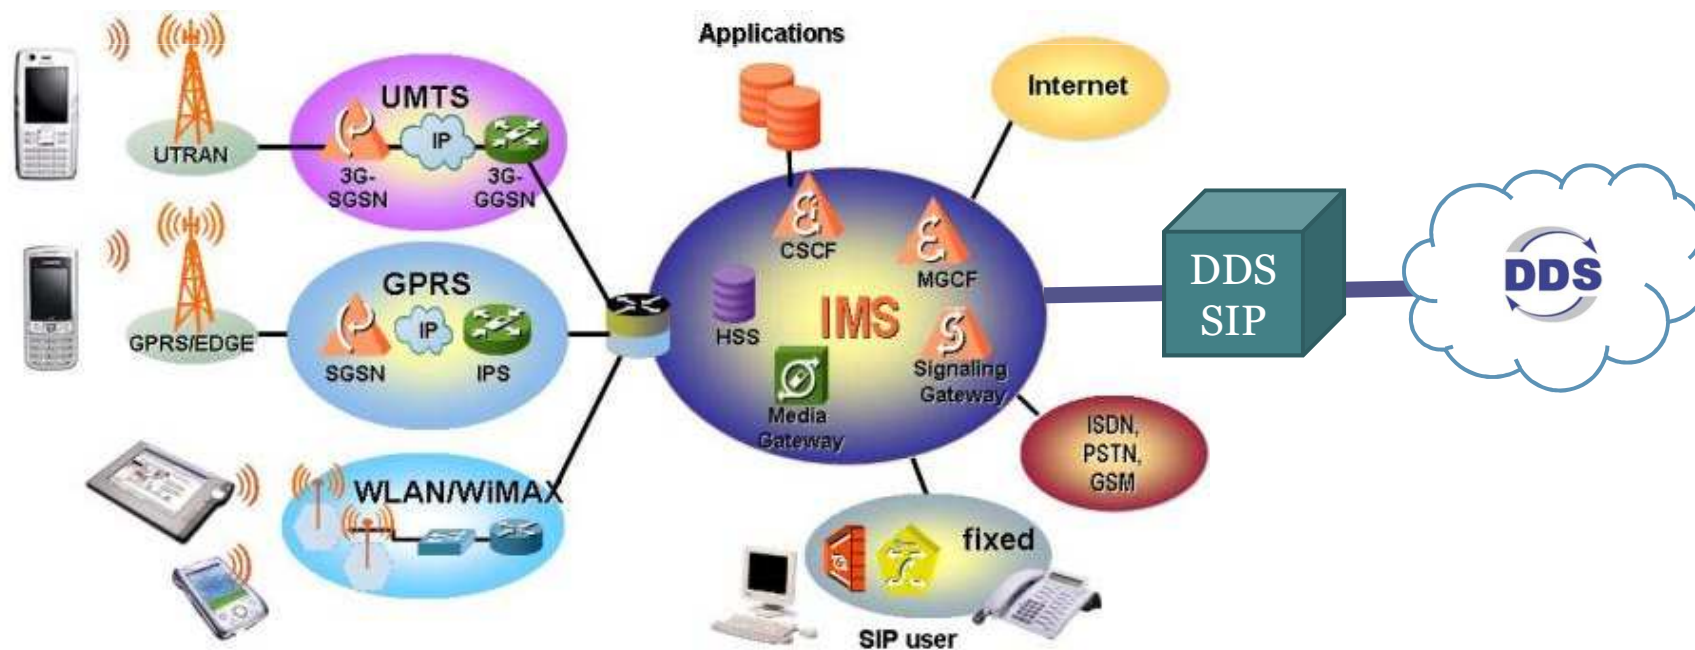 Applications
Internet
UMTS
IP
UTRAN
3G-
SGSN
3G-
GGSN
GPRS
IP
GPRS/EDGE
SGSN
IPS
WLAN/WiMAX
CSCF
MGCF
HSS
IMS
Signaling
Gateway
Media
Gateway
DDS
SIP
DDS
ISDN,
PSTN,
GSM
fixed
SIP user